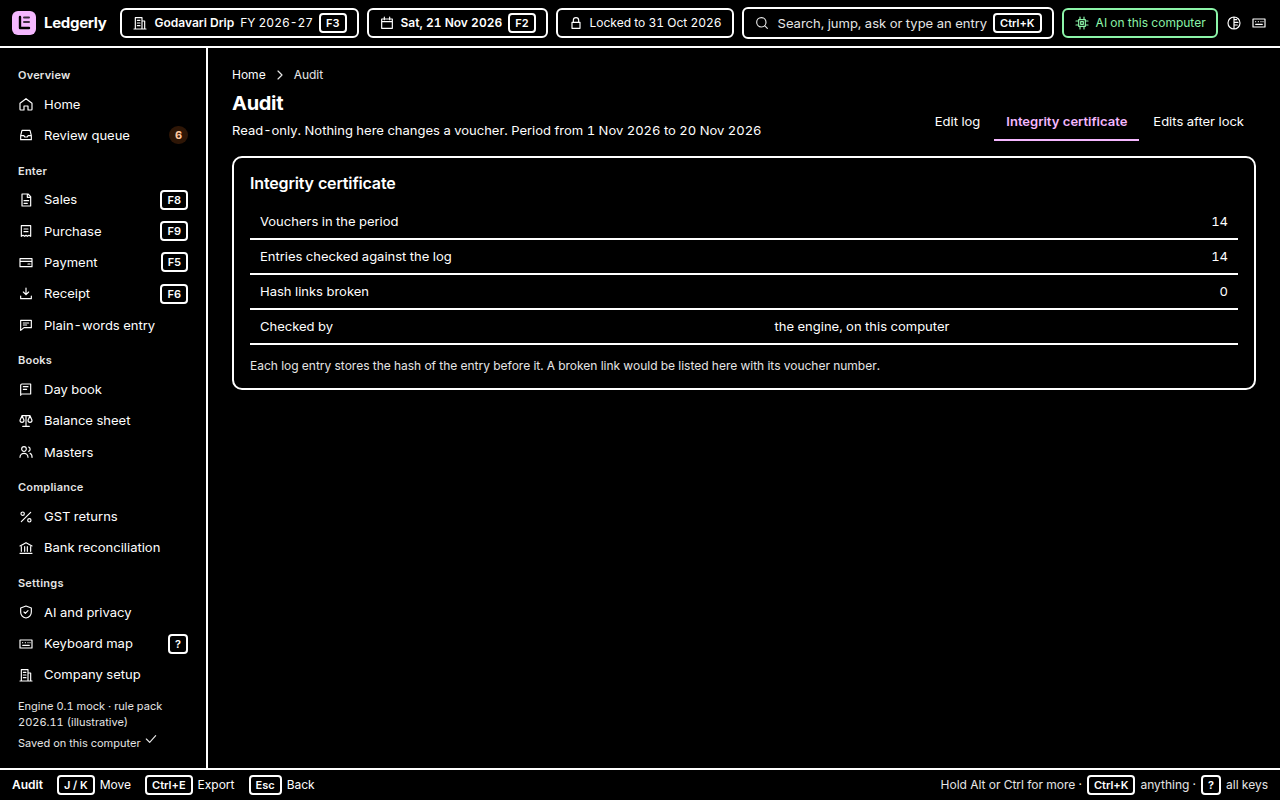 Ledgerly
Godavari Drip FY 2026-27 F3
Sat, 21 Nov 2026 F2
Locked to 31 Oct 2026
Search, jump, ask or type an entry Ctrl+K
AI on this computer
Overview
Home
Review queue 6
Enter
Sales F8
Purchase F9
Payment F5
Receipt F6
Plain-words entry
Books
Day book
Balance sheet
Masters
Compliance
GST returns
Bank reconciliation
Settings
AI and privacy
Keyboard map ?
Company setup
Engine 0.1 mock · rule pack
2026.11 (illustrative)
Saved on this computer
Home Audit
Audit
Read-only. Nothing here changes a voucher. Period from 1 Nov 2026 to 20 Nov 2026
Edit log Integrity certificate Edits after lock
Integrity certificate
Vouchers in the period 14
Entries checked against the log 14
Hash links broken 0
Checked by the engine, on this computer
Each log entry stores the hash of the entry before it. A broken link would be listed here with its voucher number.
Audit J / K Move Ctrl+E Export Esc Back
Hold Alt or Ctrl for more · Ctrl+K anything · ? all keys